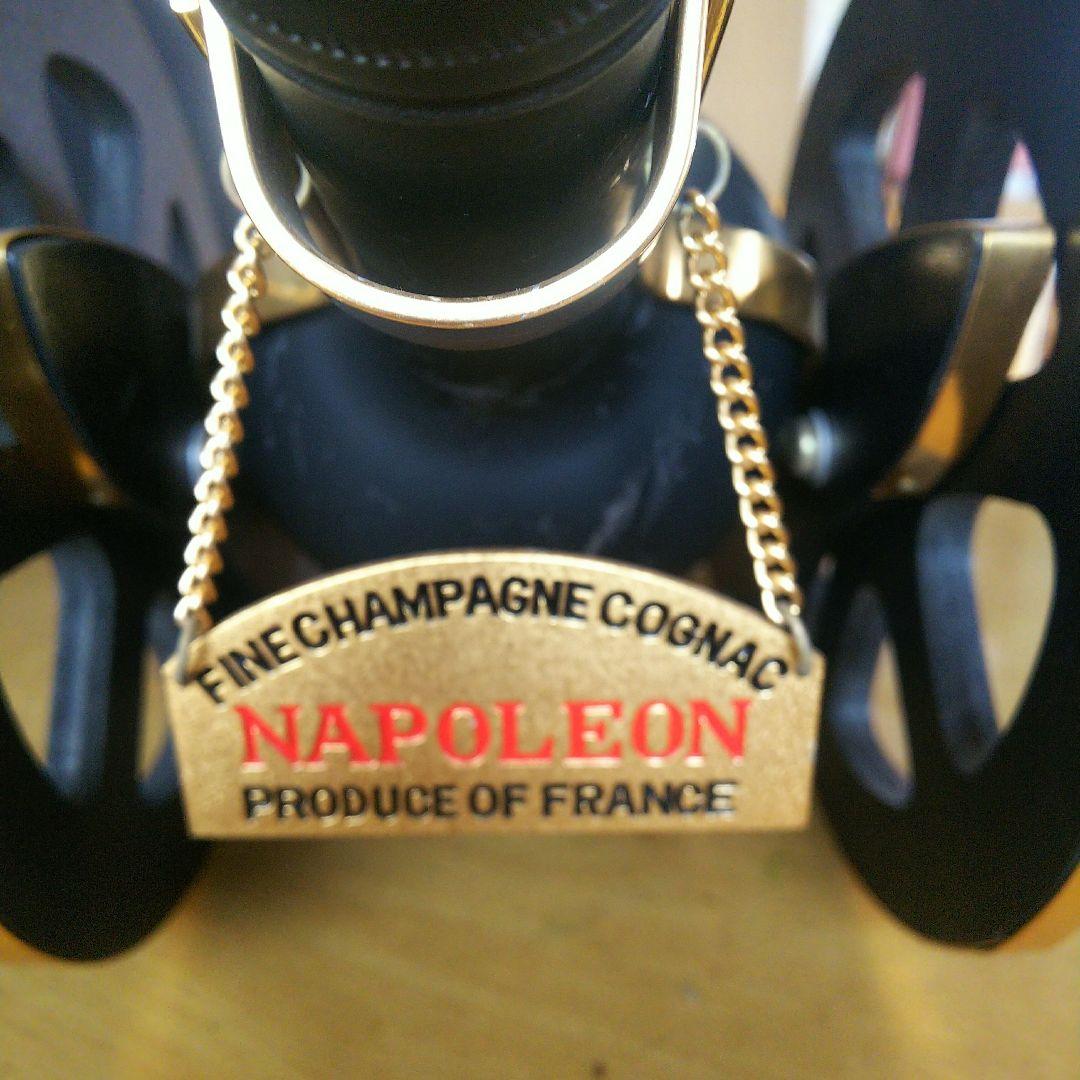 FINE CHAMPAGNE COGNAC
NAPOLEON
PRODUCE OF FRANCE